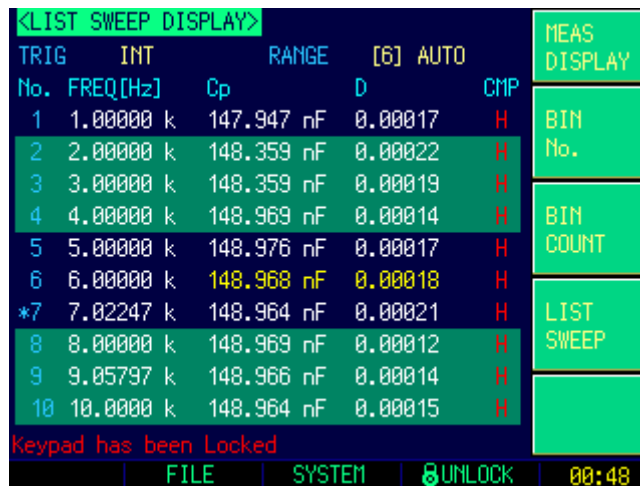 <LIST SWEEP DISPLAY>
TRIG INT RANGE [6] AUTO
No. FREQ[Hz] Cp D CMP
1 1.00000 k 147.947 nF 0.00017 H
2 2.00000 k 148.359 nF 0.00022 H
3 3.00000 k 148.359 nF 0.00019 H
4 4.00000 k 148.969 nF 0.00014 H
5 5.00000 k 148.976 nF 0.00017 H
6 6.00000 k 148.968 nF 0.00018 H
*7 7.02247 k 148.964 nF 0.00021 H
8 8.00000 k 148.969 nF 0.00012 H
9 9.05797 k 148.966 nF 0.00014 H
10 10.0000 k 148.964 nF 0.00015 H
Keypad has been Locked
MEAS
DISPLAY
BIN
No.
BIN
COUNT
LIST
SWEEP
FILE SYSTEM UNLOCK 00:48